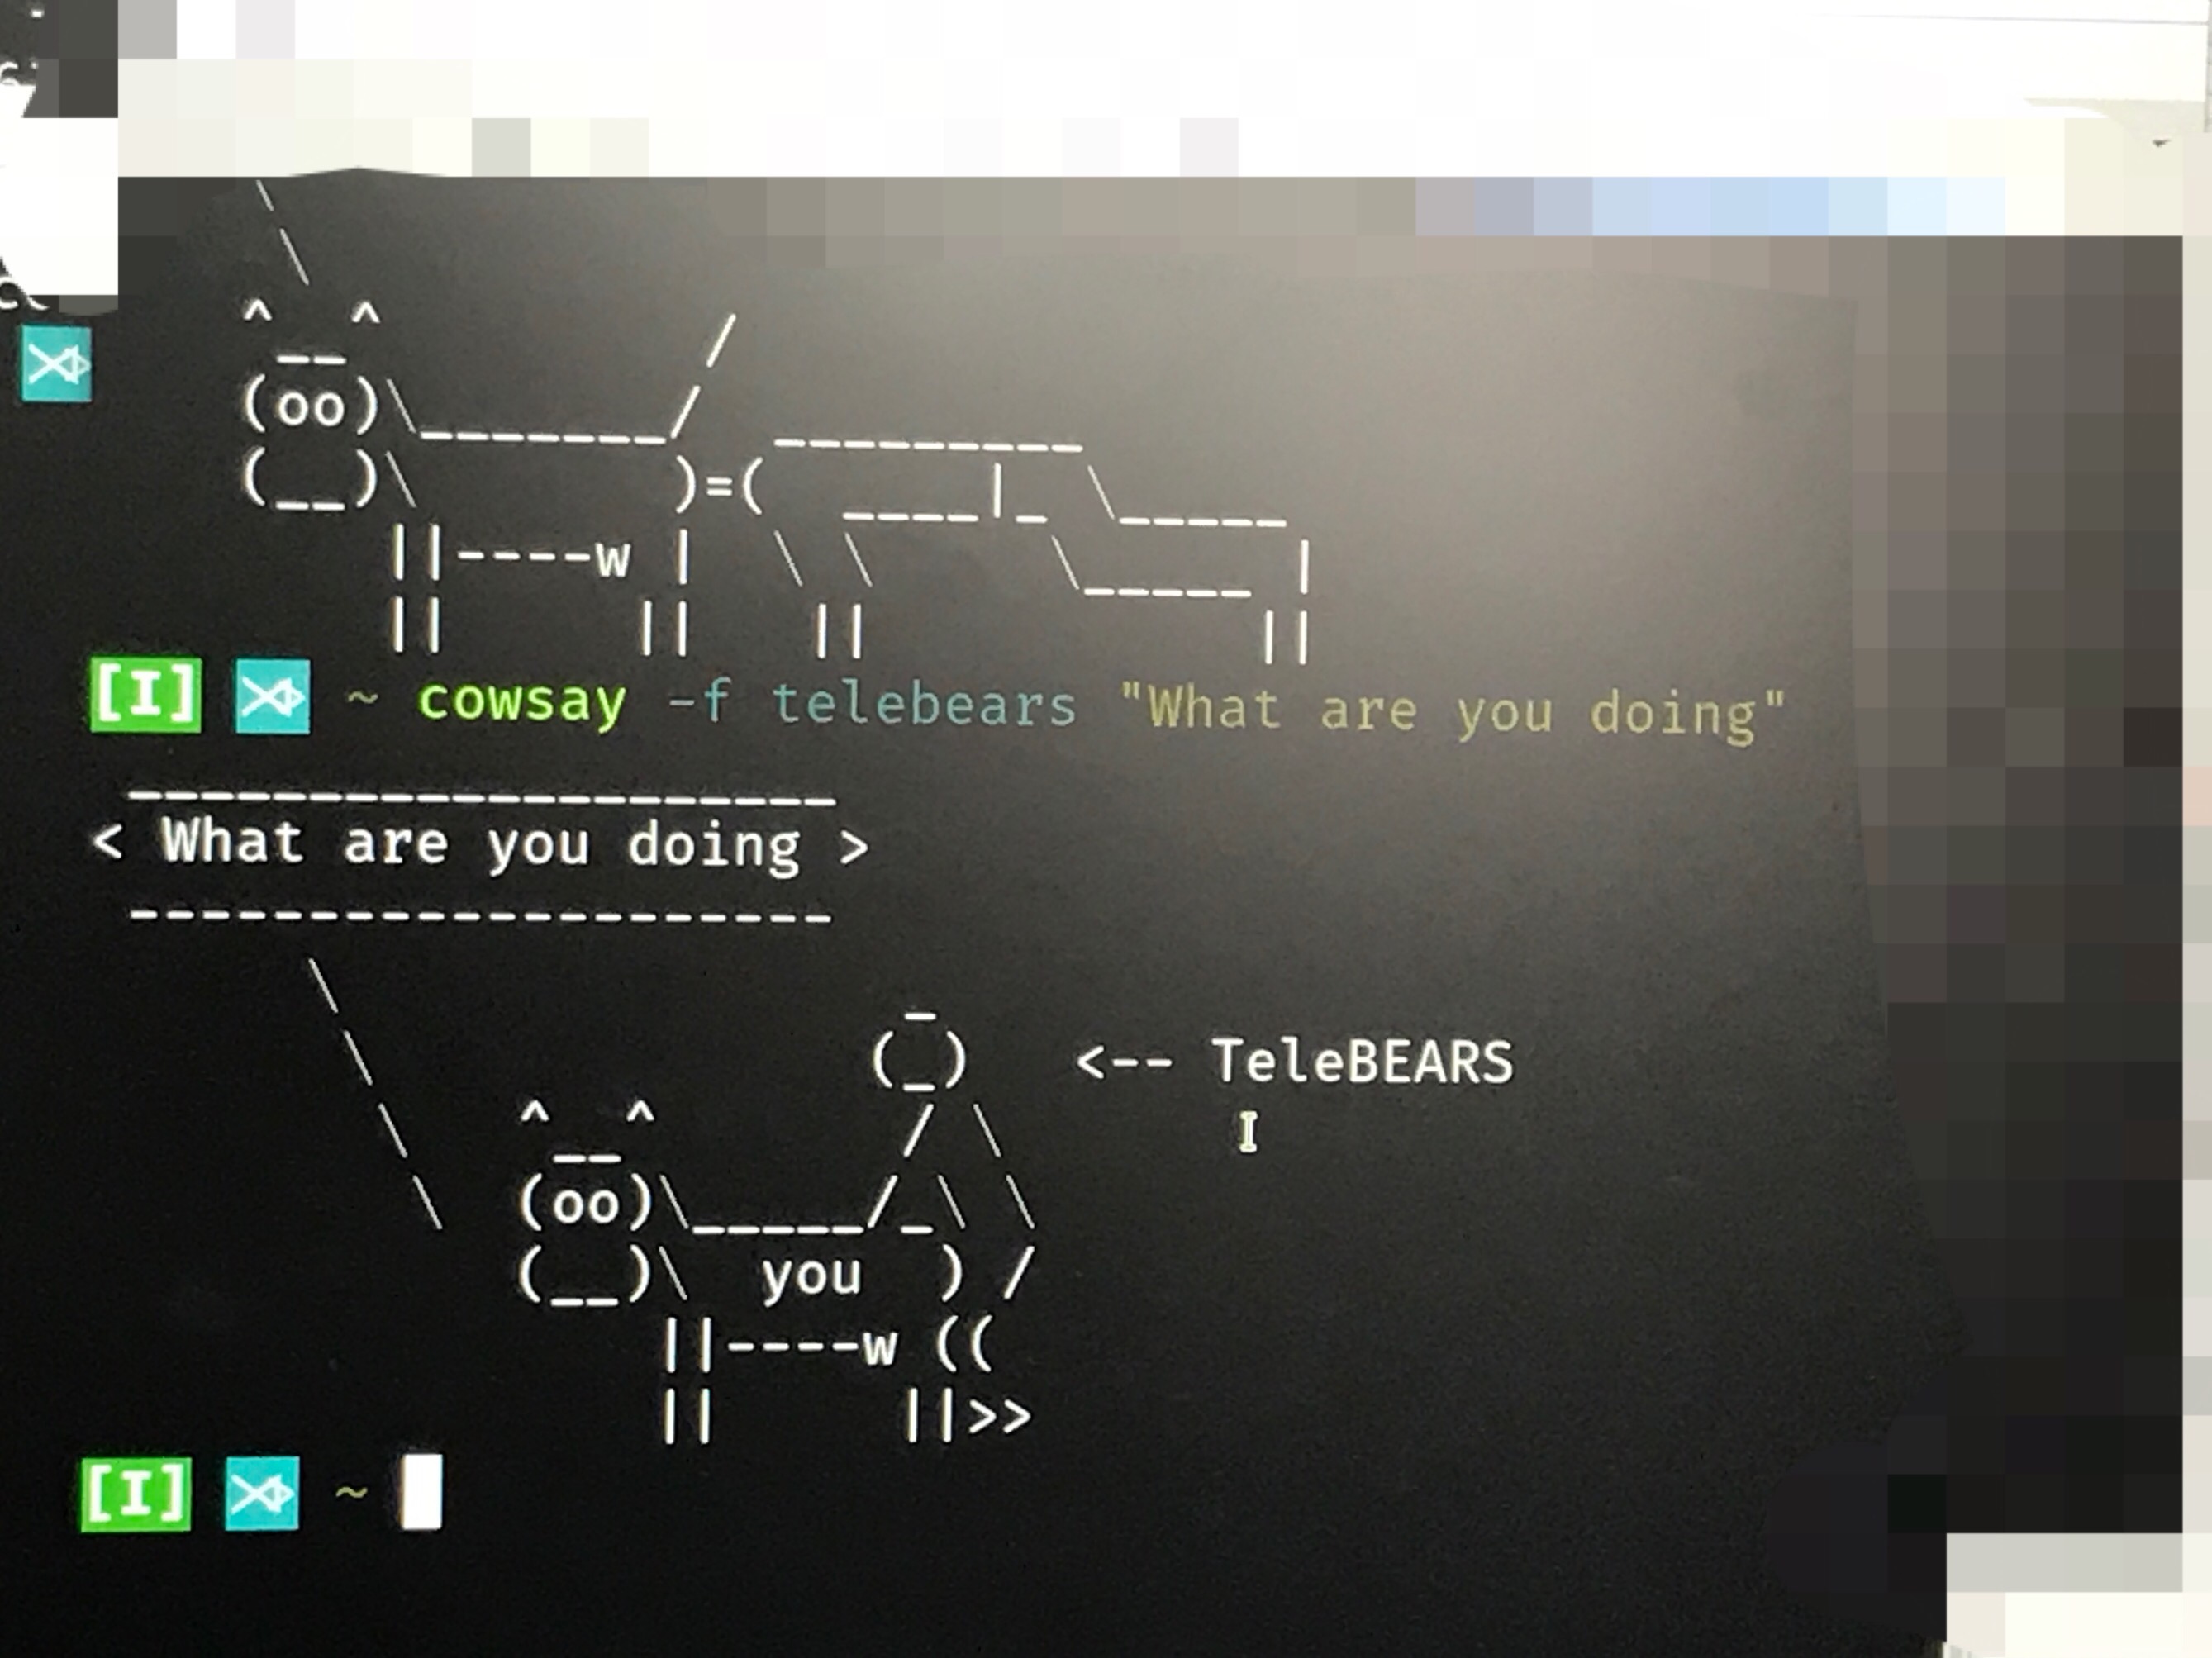 ^  ^
__
(oo)\_______/
(__)\ )=( ____|_ \_____
||----w | \ \ \_____ |
|| || || ||
[I] ~ cowsay -f telebears "What are you doing"
____________________
< What are you doing >
--------------------
\ _
\ (_) <-- TeleBEARS
\ ^  ^ / \
\ __
(oo)\_____/_\ \
(__)\ you ) /
||----w ((
|| ||>>
[I] ~